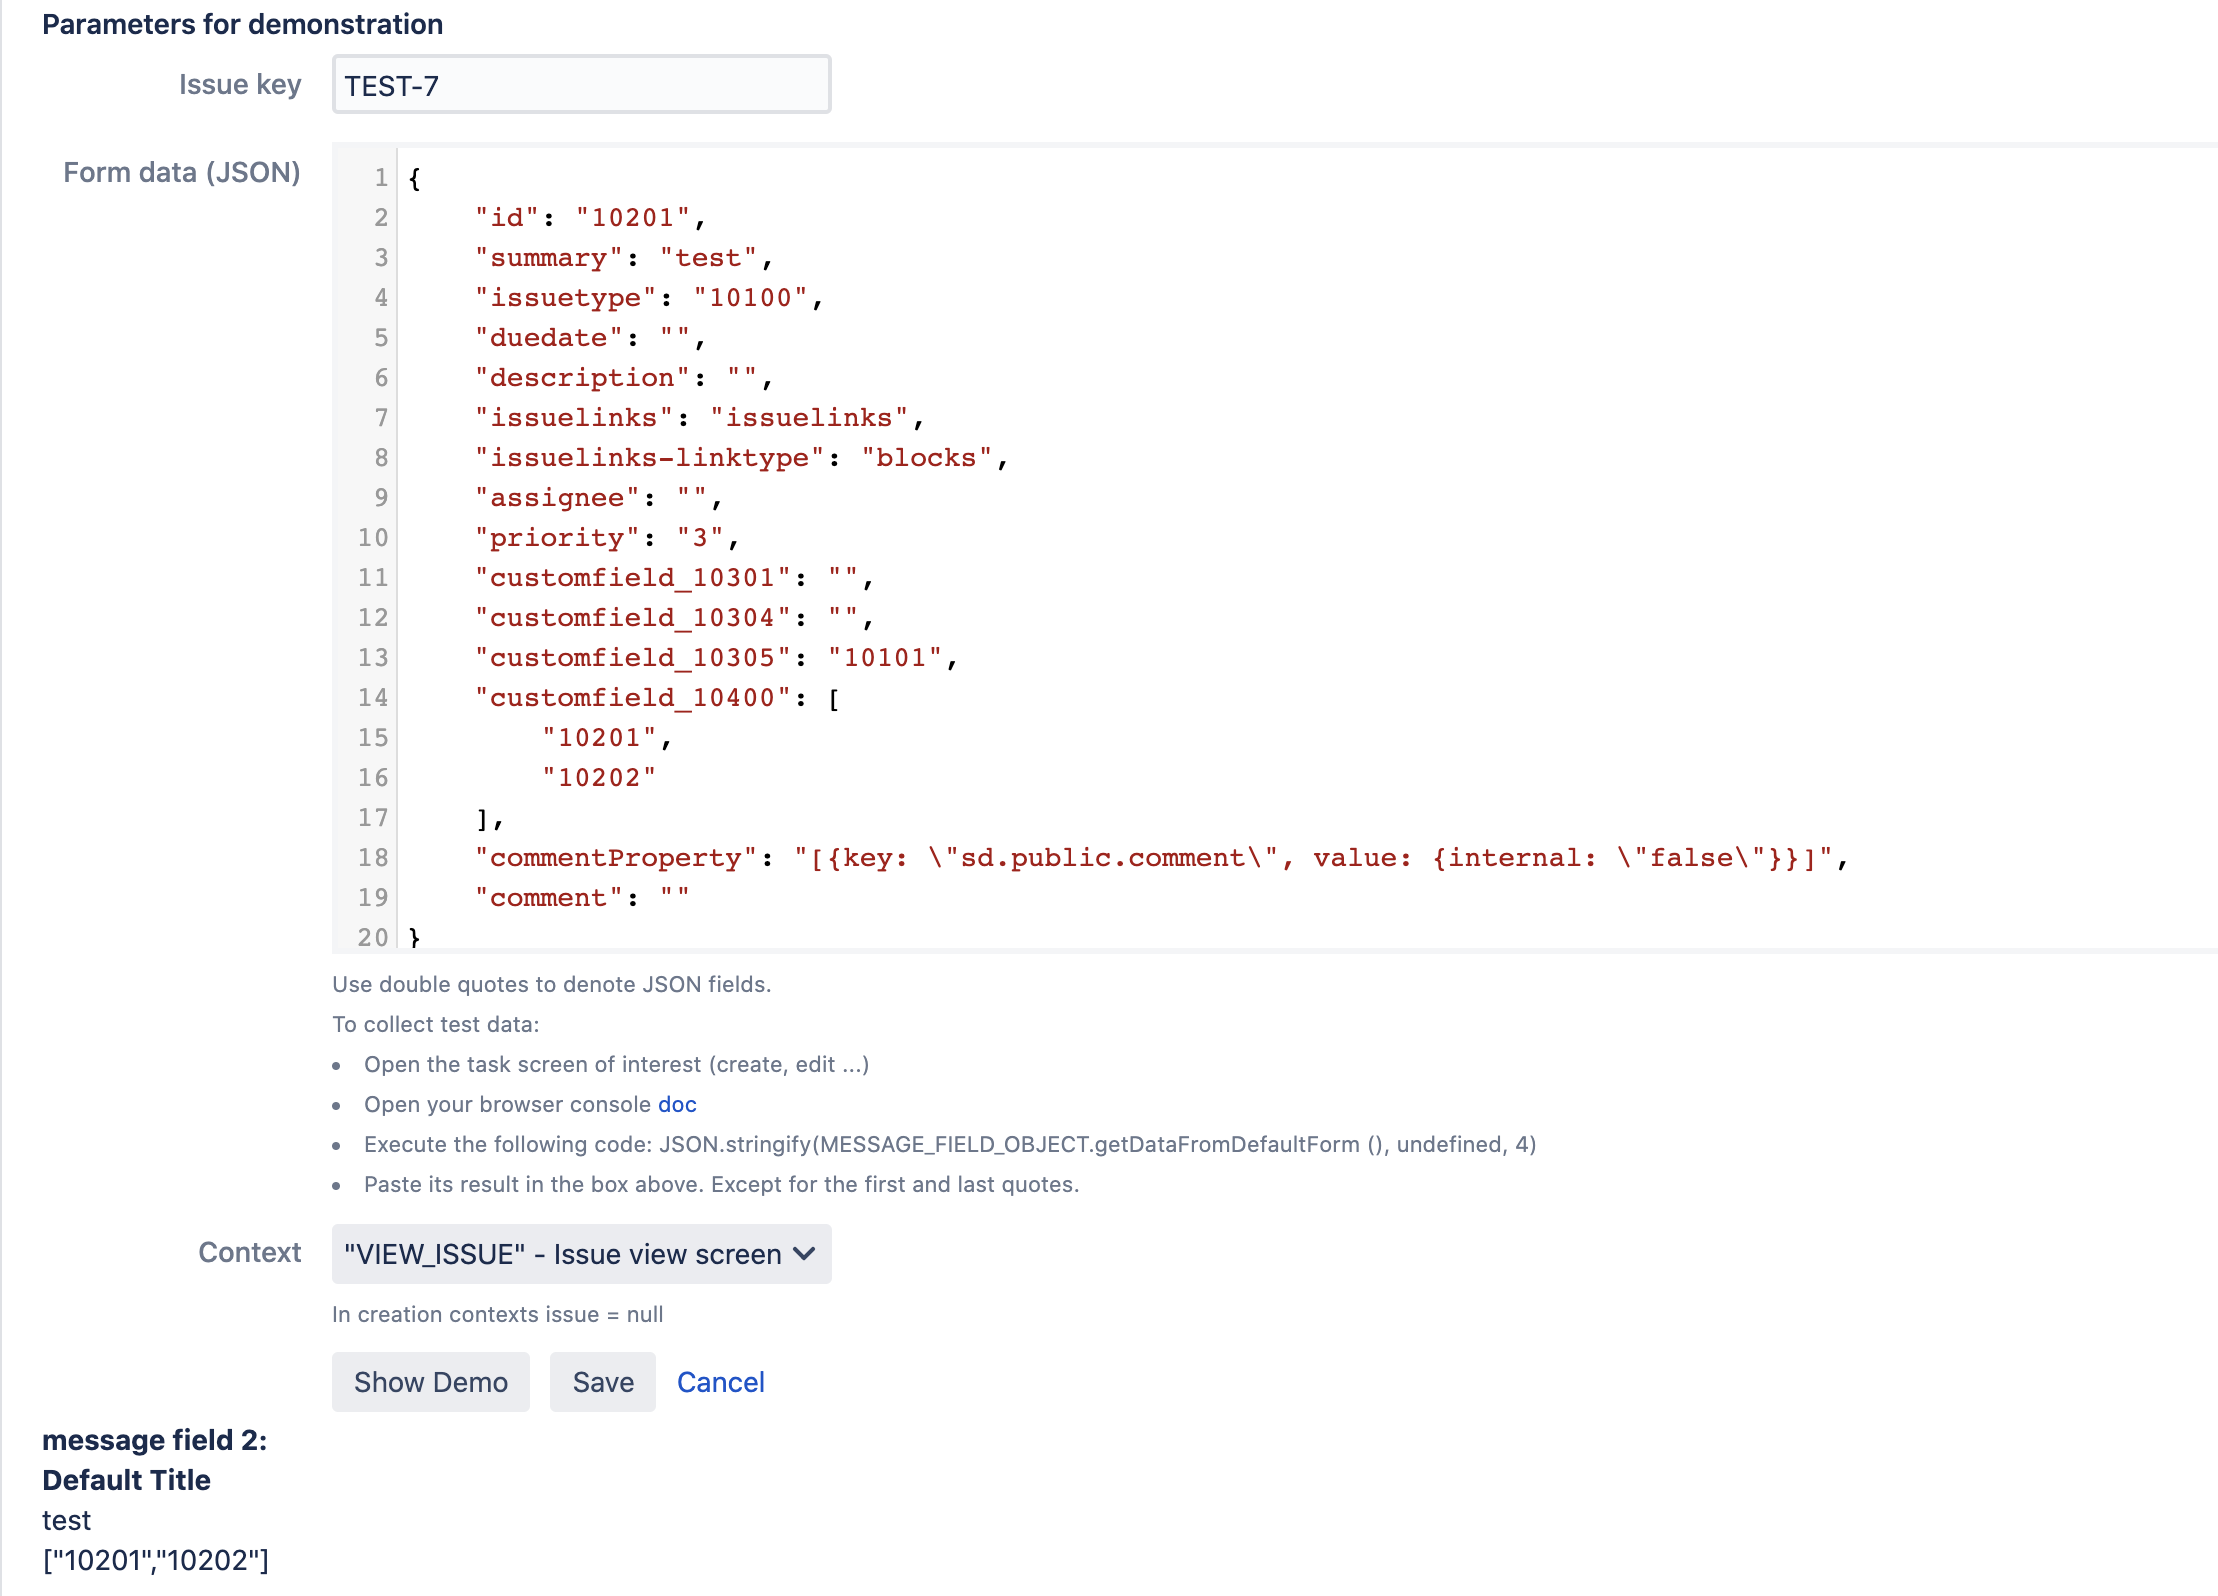 Parameters for demonstration
Issue key
TEST-7
Form data (JSON)
1 {
2     "id": "10201",
3     "summary": "test",
4     "issuetype": "10100",
5     "duedate": "",
6     "description": "",
7     "issuelinks": "issuelinks",
8     "issuelinks-linktype": "blocks",
9     "assignee": "",
10     "priority": "3",
11     "customfield_10301": "",
12     "customfield_10304": "",
13     "customfield_10305": "10101",
14     "customfield_10400": [
15         "10201",
16         "10202"
17     ],
18     "commentProperty": "[{key: \"sd.public.comment\", value: {internal: \"false\"}}]",
19     "comment": ""
20 }
Use double quotes to denote JSON fields.
To collect test data:
• Open the task screen of interest (create, edit ...)
• Open your browser console doc
• Execute the following code: JSON.stringify(MESSAGE_FIELD_OBJECT.getDataFromDefaultForm (), undefined, 4)
• Paste its result in the box above. Except for the first and last quotes.
Context
"VIEW_ISSUE" - Issue view screen
In creation contexts issue = null
Show Demo Save Cancel
message field 2:
Default Title
test
["10201","10202"]